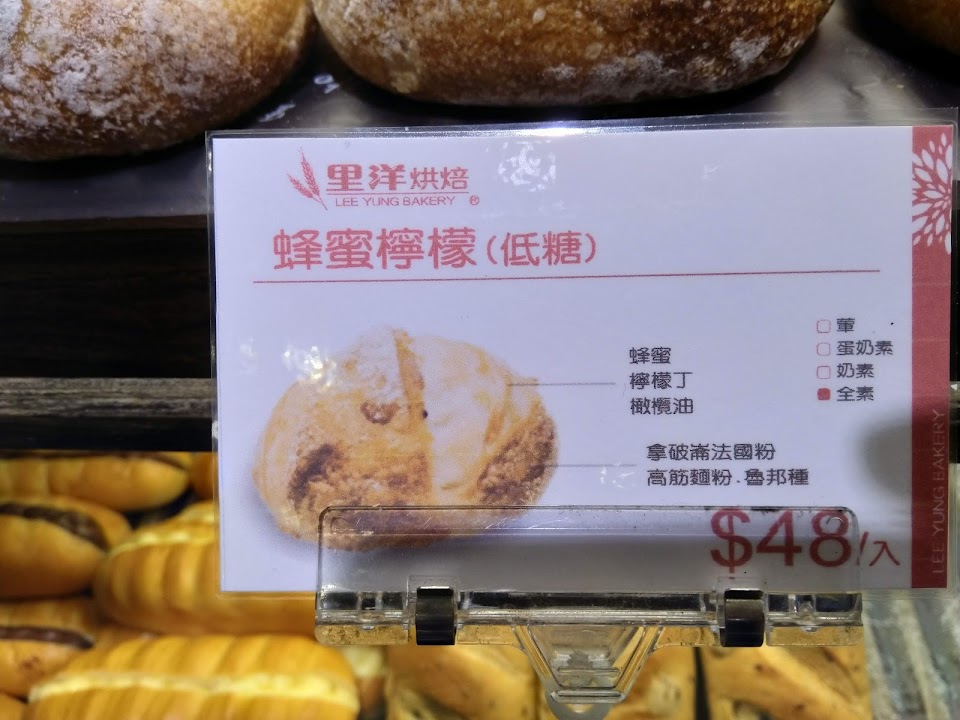 里洋烘焙
LEE YUNG BAKERY ®
蜂蜜檸檬(低糖)
蜂蜜
檸檬丁
橄欖油
拿破崙法國粉
高筋麵粉.魯邦種
葷
蛋奶素
奶素
全素
$48/入
LEE YUNG BAKERY